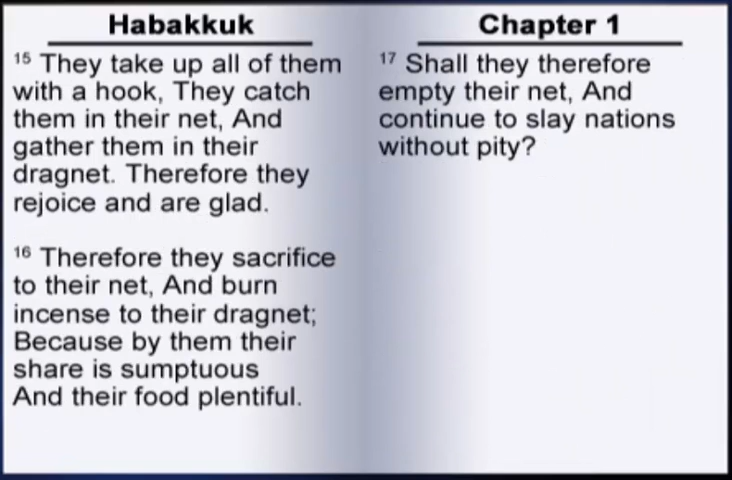 Habakkuk
15 They take up all of them
with a hook, They catch
them in their net, And
gather them in their
dragnet. Therefore they
rejoice and are glad.
16 Therefore they sacrifice
to their net, And burn
incense to their dragnet;
Because by them their
share is sumptuous
And their food plentiful.
Chapter 1
17 Shall they therefore
empty their net, And
continue to slay nations
without pity?